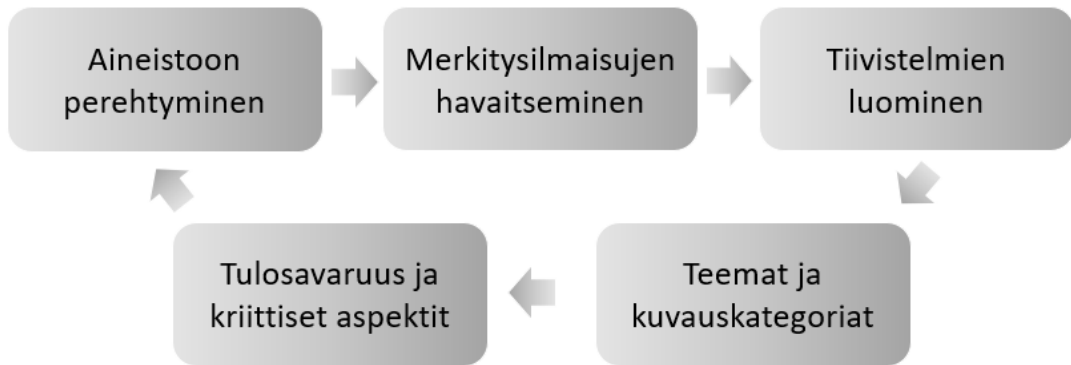 Aineistoon
perehtyminen
Merkitysilmaisujen
havaitseminen
Tiivistelmien
luominen
Teemat ja
kuvauskategoriat
Tulosavaruus ja
kriittiset aspektit